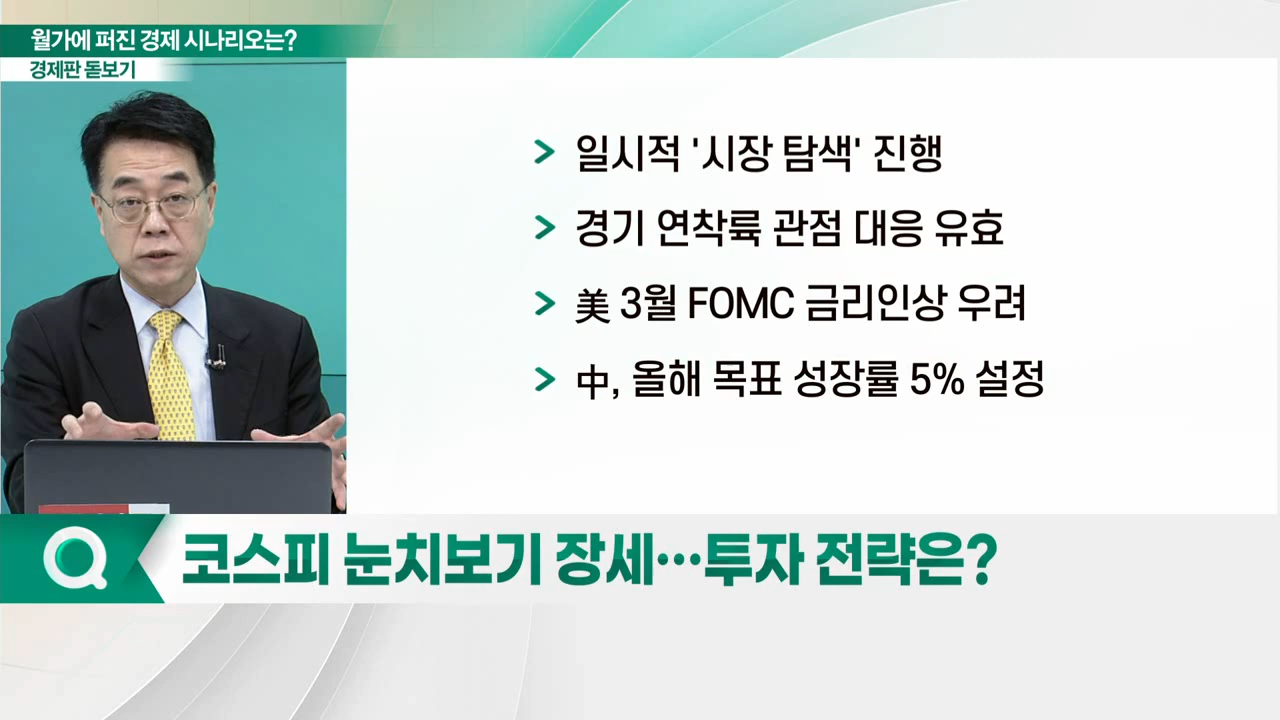 월가에 퍼진 경제 시나리오는?
경제판 돋보기
> 일시적 '시장 탐색' 진행
> 경기 연착륙 관점 대응 유효
> 美 3월 FOMC 금리인상 우려
> 中, 올해 목표 성장률 5% 설정
Q 코스피 눈치보기 장세…투자 전략은?